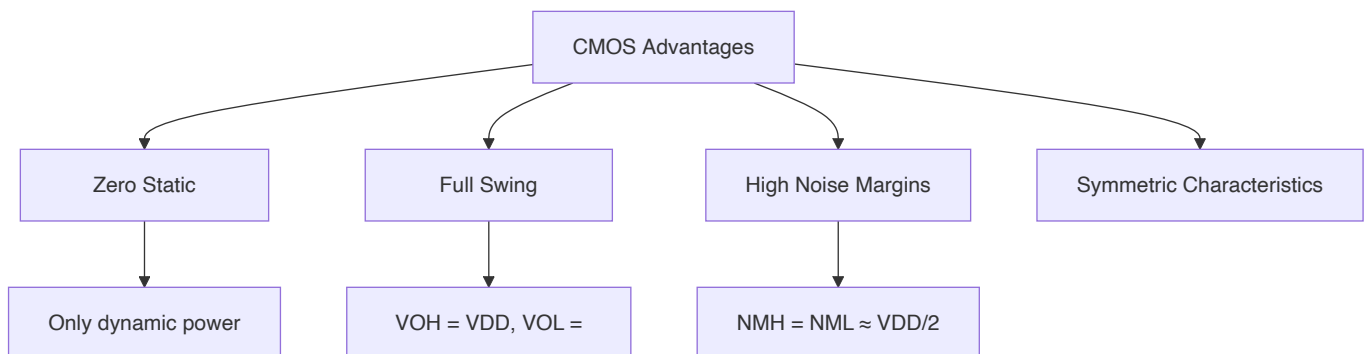 CMOS Advantages
Zero Static
Full Swing
High Noise Margins
Symmetric Characteristics
Only dynamic power
VOH = VDD, VOL =
NMH = NML ≈ VDD/2